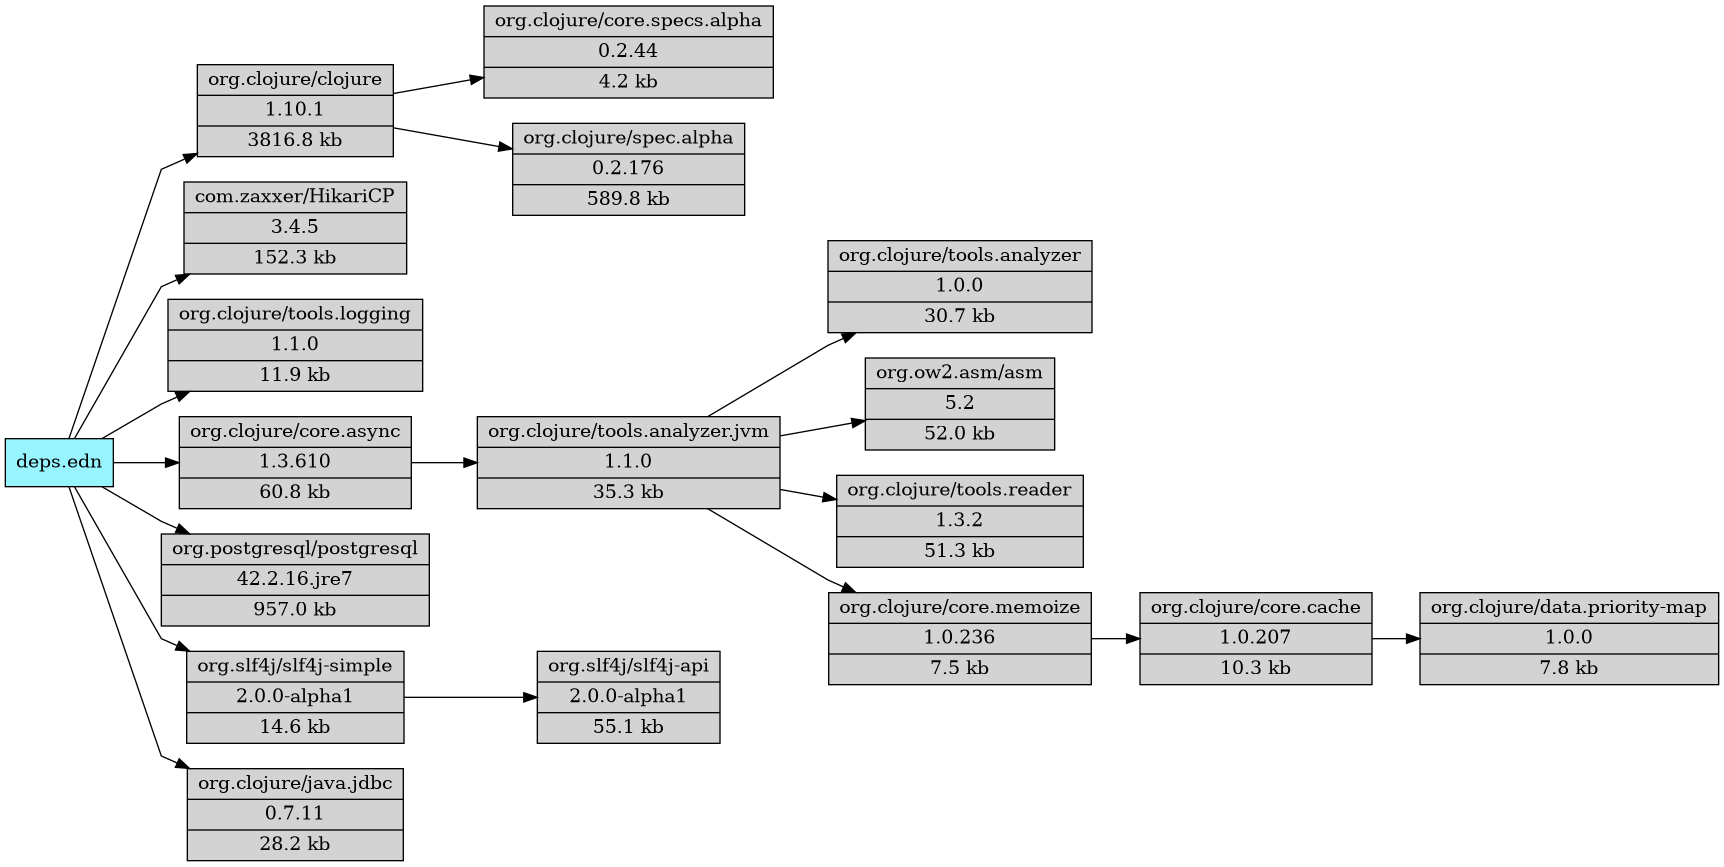 deps.edn
org.clojure/clojure
1.10.1
3816.8 kb
org.clojure/core.specs.alpha
0.2.44
4.2 kb
org.clojure/spec.alpha
0.2.176
589.8 kb
com.zaxxer/HikariCP
3.4.5
152.3 kb
org.clojure/tools.logging
1.1.0
11.9 kb
org.clojure/core.async
1.3.610
60.8 kb
org.clojure/tools.analyzer.jvm
1.1.0
35.3 kb
org.clojure/tools.analyzer
1.0.0
30.7 kb
org.ow2.asm/asm
5.2
52.0 kb
org.clojure/tools.reader
1.3.2
51.3 kb
org.clojure/core.memoize
1.0.236
7.5 kb
org.clojure/core.cache
1.0.207
10.3 kb
org.clojure/data.priority-map
1.0.0
7.8 kb
org.postgresql/postgresql
42.2.16.jre7
957.0 kb
org.slf4j/slf4j-simple
2.0.0-alpha1
14.6 kb
org.slf4j/slf4j-api
2.0.0-alpha1
55.1 kb
org.clojure/java.jdbc
0.7.11
28.2 kb